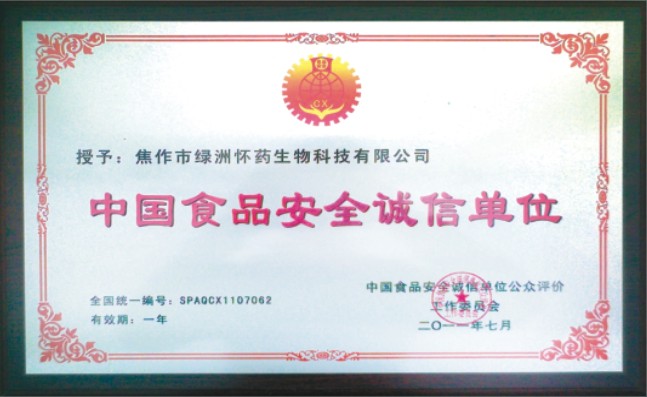 CX
授予：焦作市绿洲怀药生物科技有限公司
中国食品安全诚信单位
全国统一编号：SPAQCX1107062
有效期：一年
中国食品安全诚信单位公众评价
工作委员会
二〇一一年七月